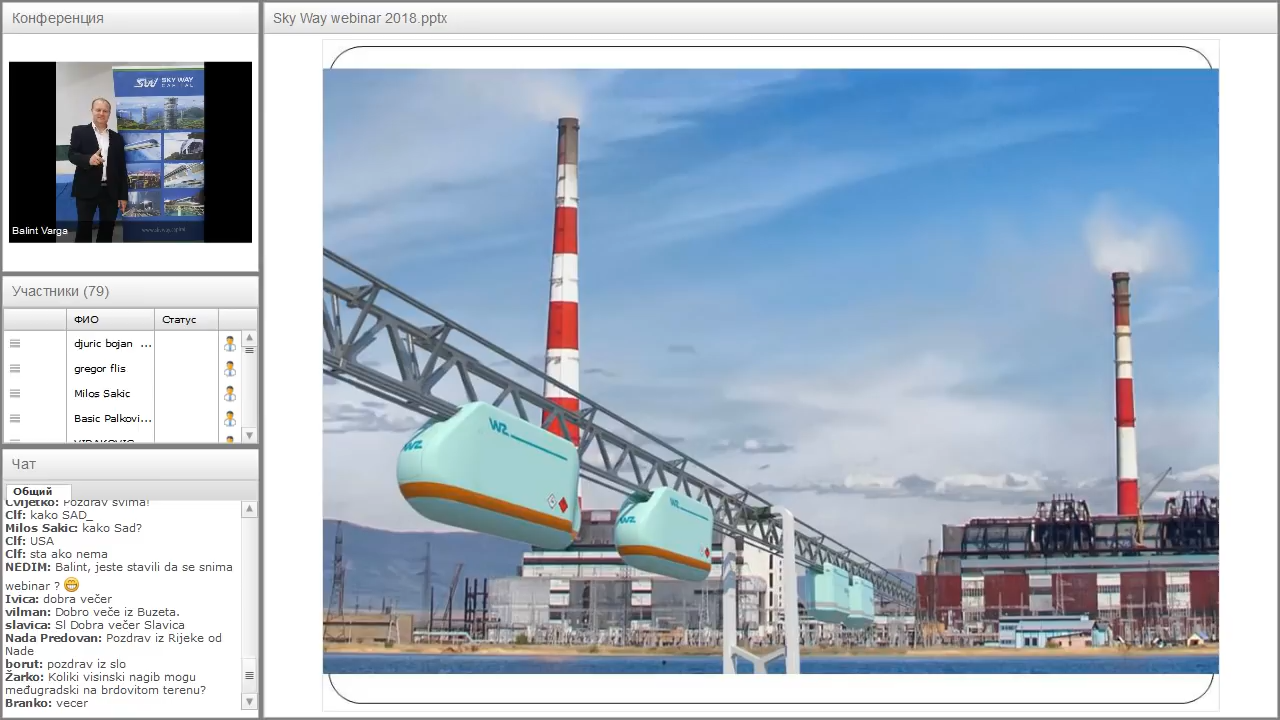 Конференция
SKY WAY
CAPITAL
Balint Varga
Участники (79)
ФИО
Статус
djuric bojan ...
gregor flis
Milos Sakic
Basic Palkovi...
Чат
Общий
Cvijetko: Pozdrav svima!
Clf: kako SAD
Milos Sakic: kako Sad?
Clf: USA
Clf: sta ako nema
NEDIM: Balint, jeste stavili da se snima
webinar ?
Ivica: dobra večer
vilman: Dobro veče iz Buzeta.
slavica: Sl Dobra večer Slavica
Nada Predovan: Pozdrav iz Rijeke od
Nade
borut: pozdrav iz slo
Žarko: Koliki visinski nagib mogu
međugradski na brdovitom terenu?
Branko: vecer
Sky Way webinar 2018.pptx